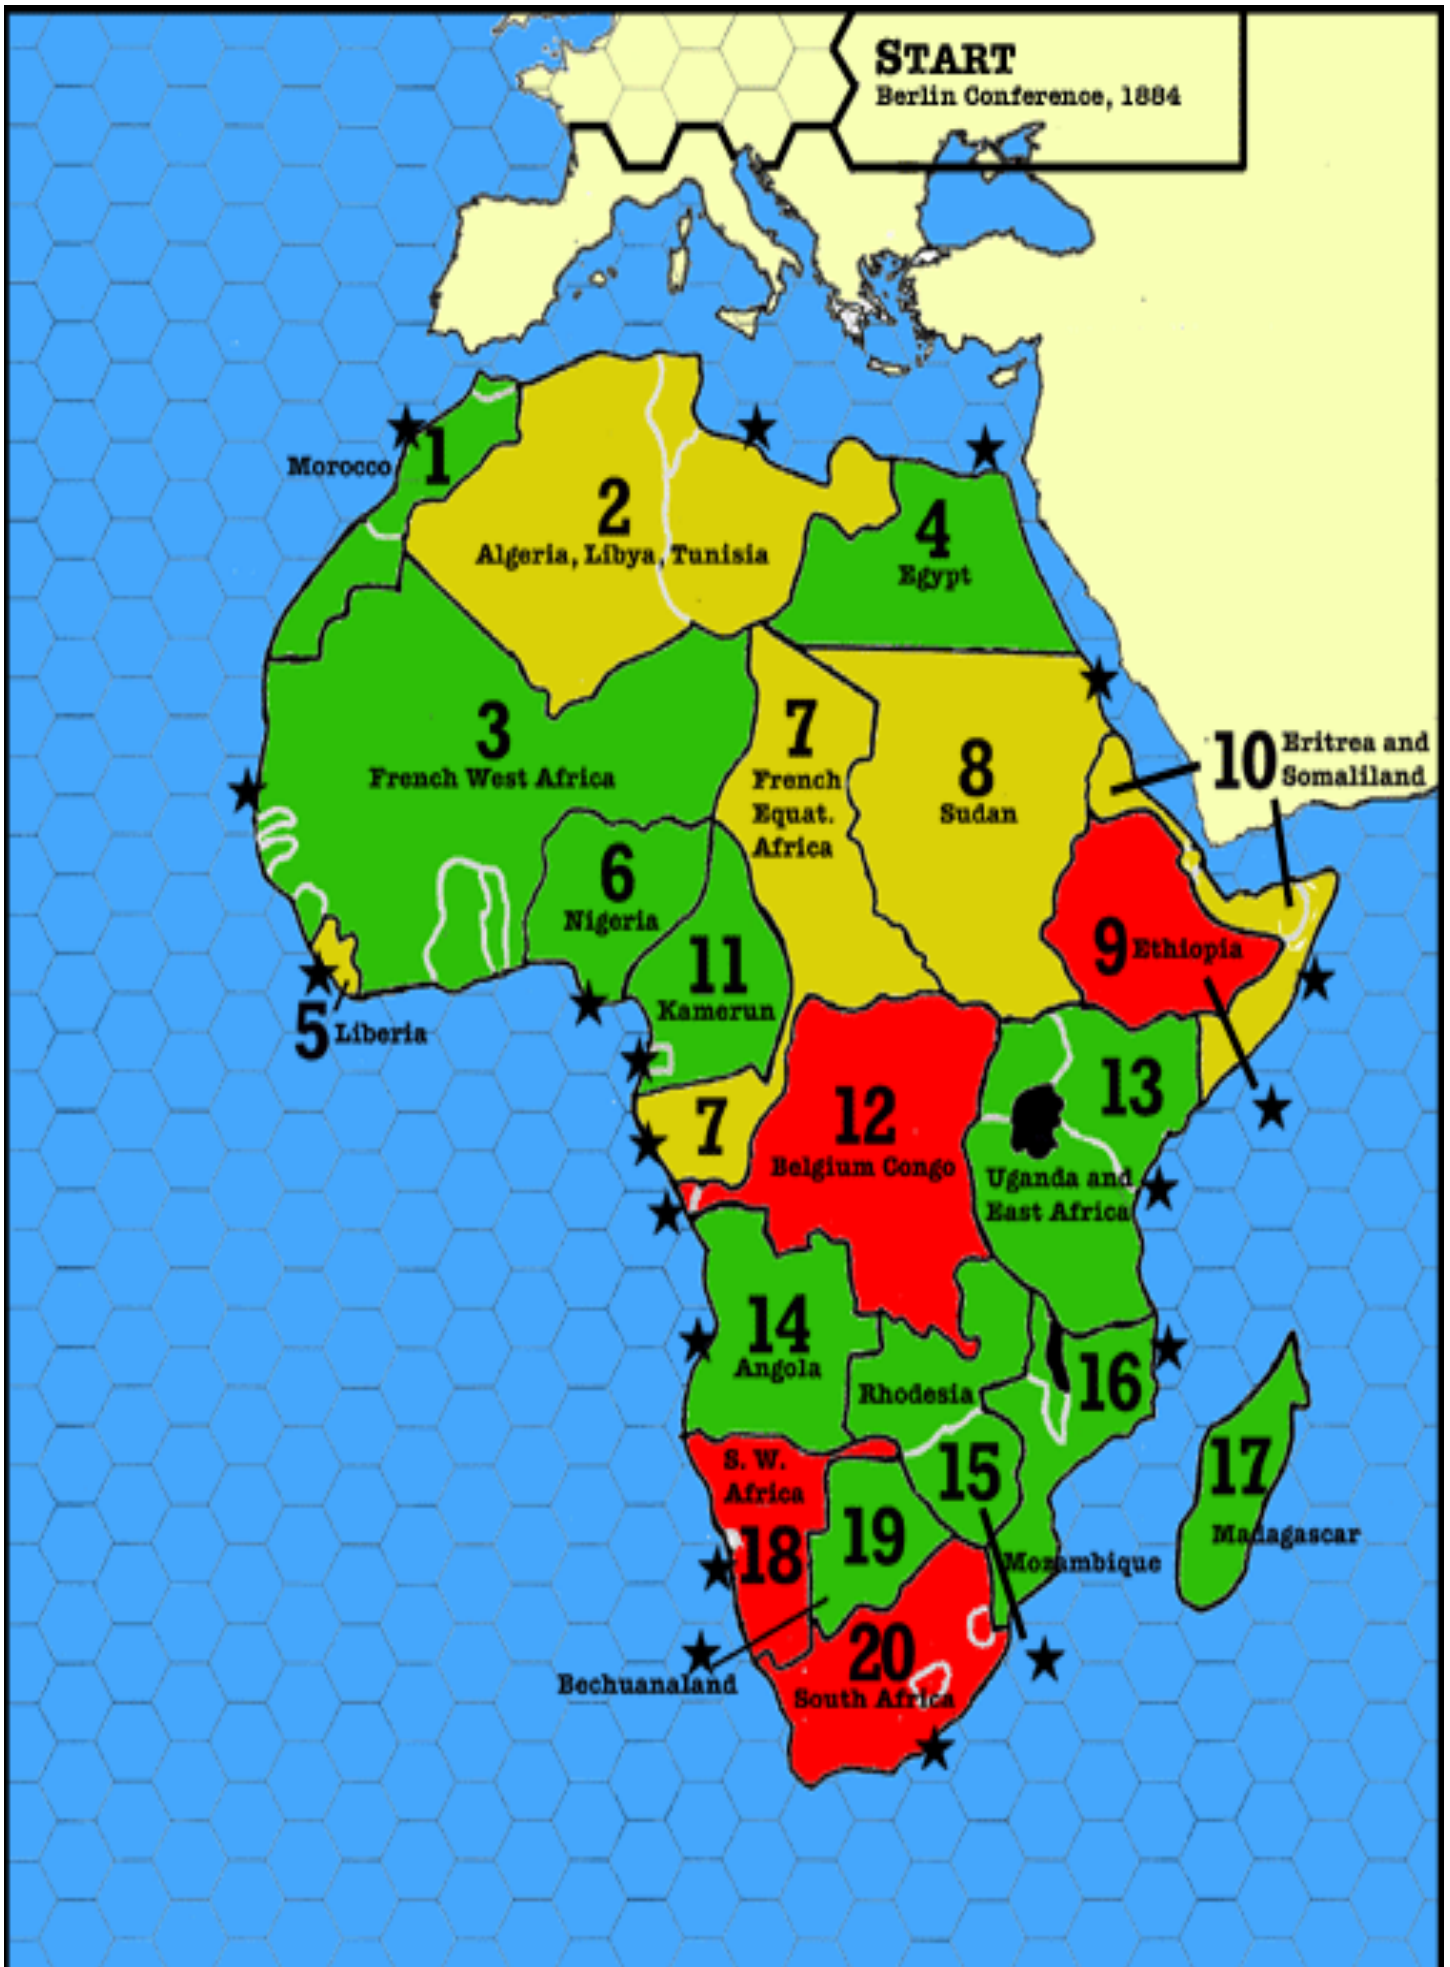 START
Berlin Conference, 1884
1
Morocco
2
Algeria, Libya, Tunisia
4
Egypt
3
French West Africa
7
French
Equat.
Africa
8
Sudan
10
Eritrea and
Somaliland
6
Nigeria
9
Ethiopia
11
Kamerun
5
Liberia
13
Uganda and
East Africa
12
Belgium Congo
7
14
Angola
Rhodesia
15
16
Mozambique
17
Madagascar
S. W.
Africa
18
19
Bechuanaland
20
South Africa